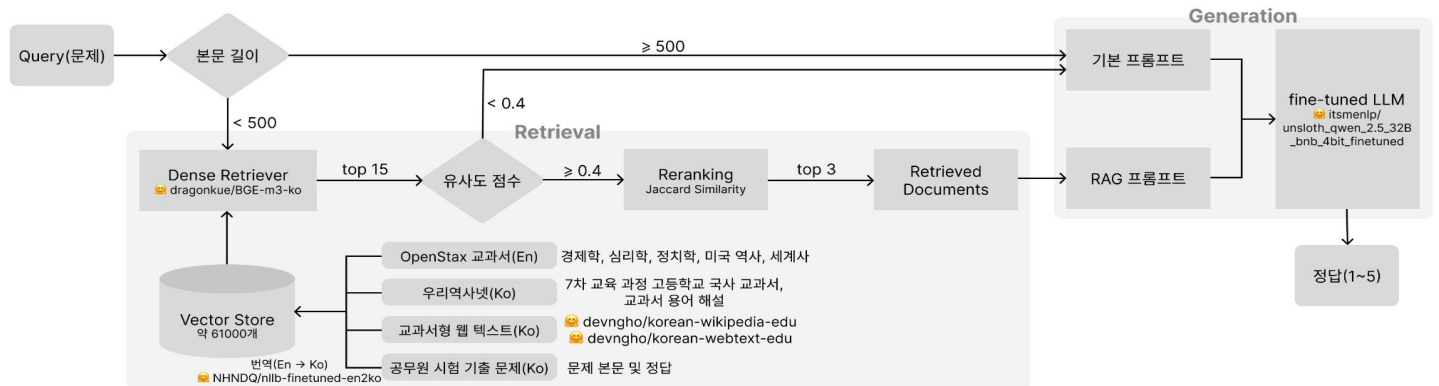 Generation
Query(문제)
본문 길이
≥ 500
기본 프롬프트
< 0.4
< 500
fine-tuned LLM
🤗 itsmenlp/
unsloth_qwen_2.5_32B
_bnb_4bit_finetuned
Retrieval
Dense Retriever
🤗 dragonkue/BGE-m3-ko
top 15
유사도 점수
≥ 0.4
Reranking
Jaccard Similarity
top 3
Retrieved
Documents
RAG 프롬프트
정답(1~5)
Vector Store
약 61000개
번역(En → Ko)
🤗 NHNDQ/nllb-finetuned-en2ko
OpenStax 교과서(En)
경제학, 심리학, 정치학, 미국 역사, 세계사
우리역사넷(Ko)
7차 교육 과정 고등학교 국사 교과서,
교과서 용어 해설
교과서형 웹 텍스트(Ko)
🤗 devngho/korean-wikipedia-edu
🤗 devngho/korean-webtext-edu
공무원 시험 기출 문제(Ko)
문제 본문 및 정답